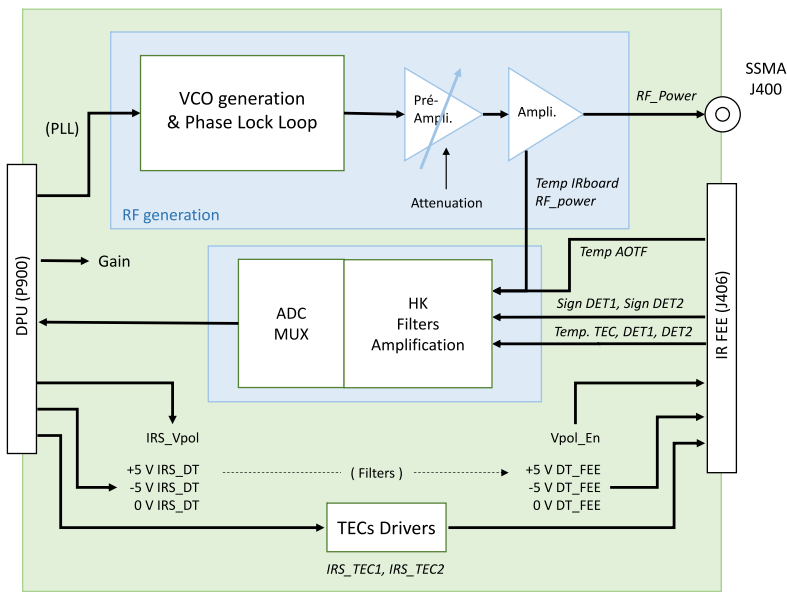 SSMA
J400
VCO generation
& Phase Lock Loop
Pré-
Ampli.
Ampli.
RF_Power
(PLL)
Temp IRboard
RF_power
Attenuation
RF generation
Temp AOTF
Gain
DPU (P900)
ADC
MUX
HK
Filters
Amplification
Sign DET1, Sign DET2
Temp. TEC, DET1, DET2
IR FEE (J406)
IRS_Vpol
Vpol_En
+5 V IRS_DT
-5 V IRS_DT
0 V IRS_DT
( Filters )
+5 V DT_FEE
-5 V DT_FEE
0 V DT_FEE
TECs Drivers
IRS_TEC1, IRS_TEC2